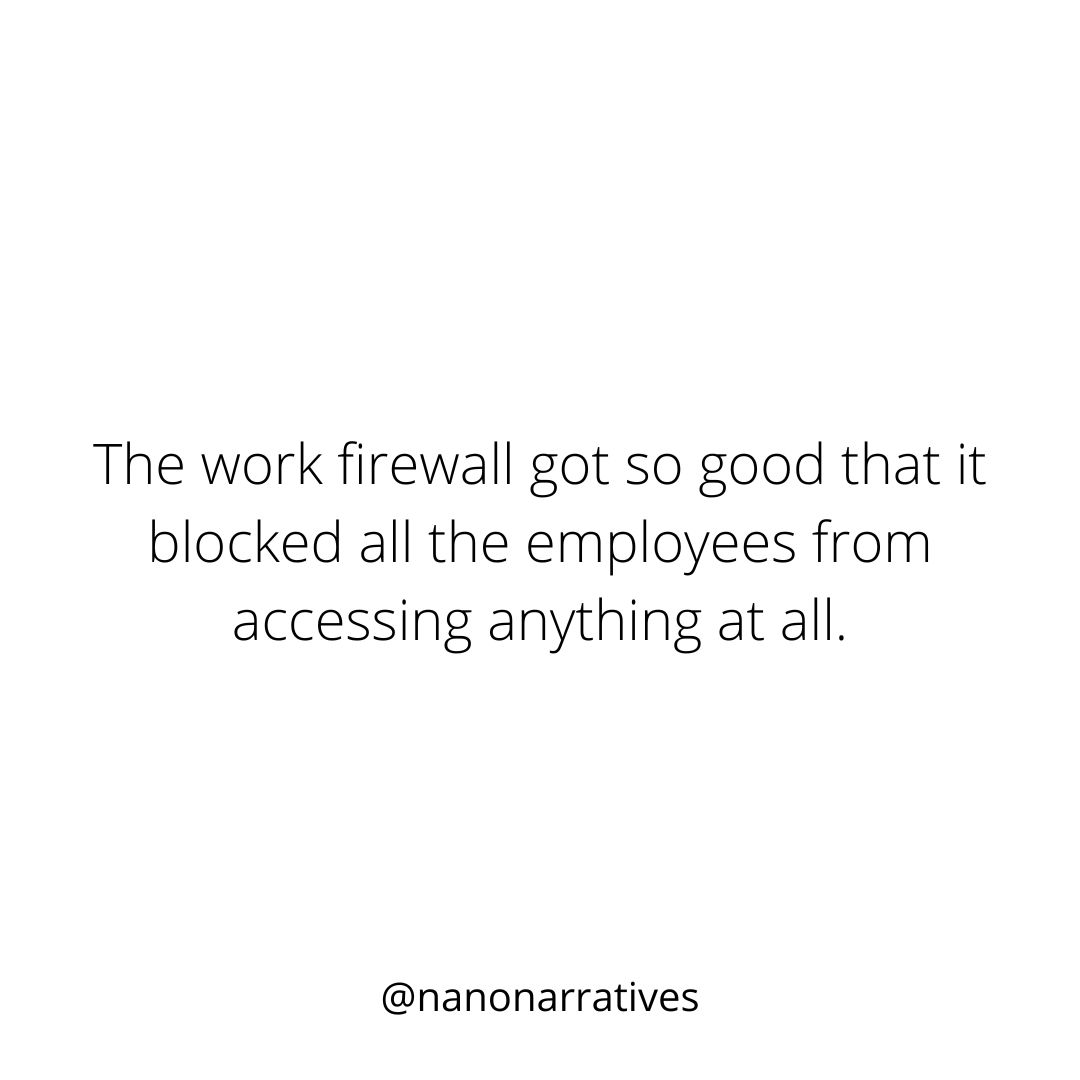 The work firewall got so good that it
blocked all the employees from
accessing anything at all.
@nanonarratives